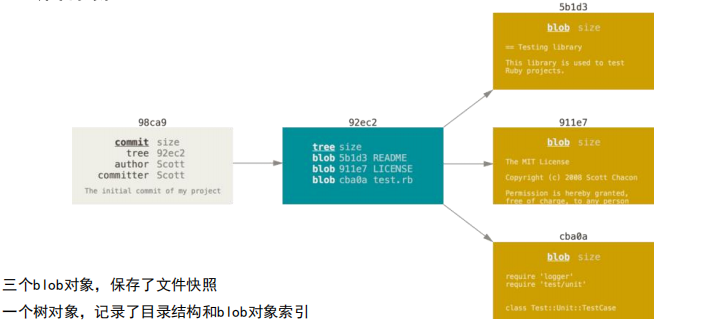 5b1d3
blob size
== Testing library
This library is used to test
Ruby projects.
98ca9
commit size
tree 92ec2
author Scott
committer Scott
The initial commit of my project
92ec2
tree size
blob 5b1d3 README
blob 911e7 LICENSE
blob cba0a test.rb
911e7
blob size
The MIT License
Copyright (c) 2008 Scott Chacon
Permission is hereby granted,
free of charge, to any person
cba0a
blob size
require 'logger'
require 'test/unit'
class Test::Unit::TestCase
三个blob对象，保存了文件快照
一个树对象，记录了目录结构和blob对象索引